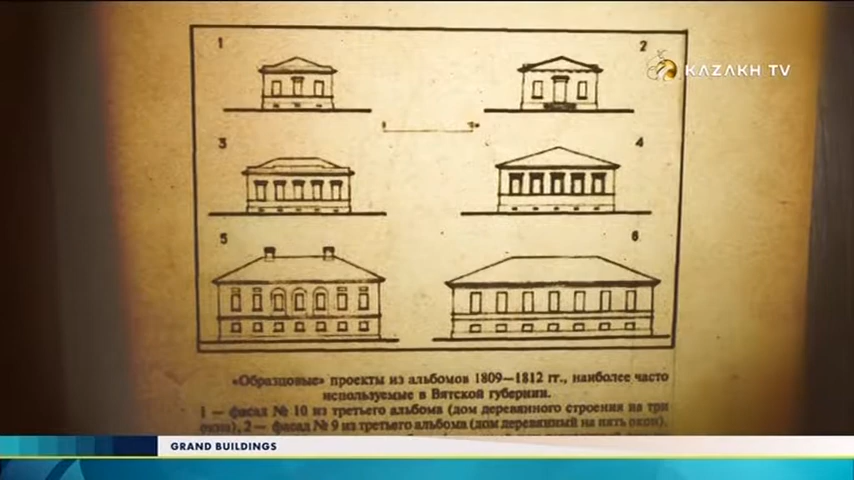 KAZAKH TV
1
2
3
4
5
6
«Образцовые» проекты из альбомов 1809—1812 гг., наиболее часто
используемые в Вятской губернии.
1 — фасад № 10 из третьего альбома (дом деревянного строения на три
окна), 2 — фасад № 9 из третьего альбома (дом деревянный на пять окон),
GRAND BUILDINGS